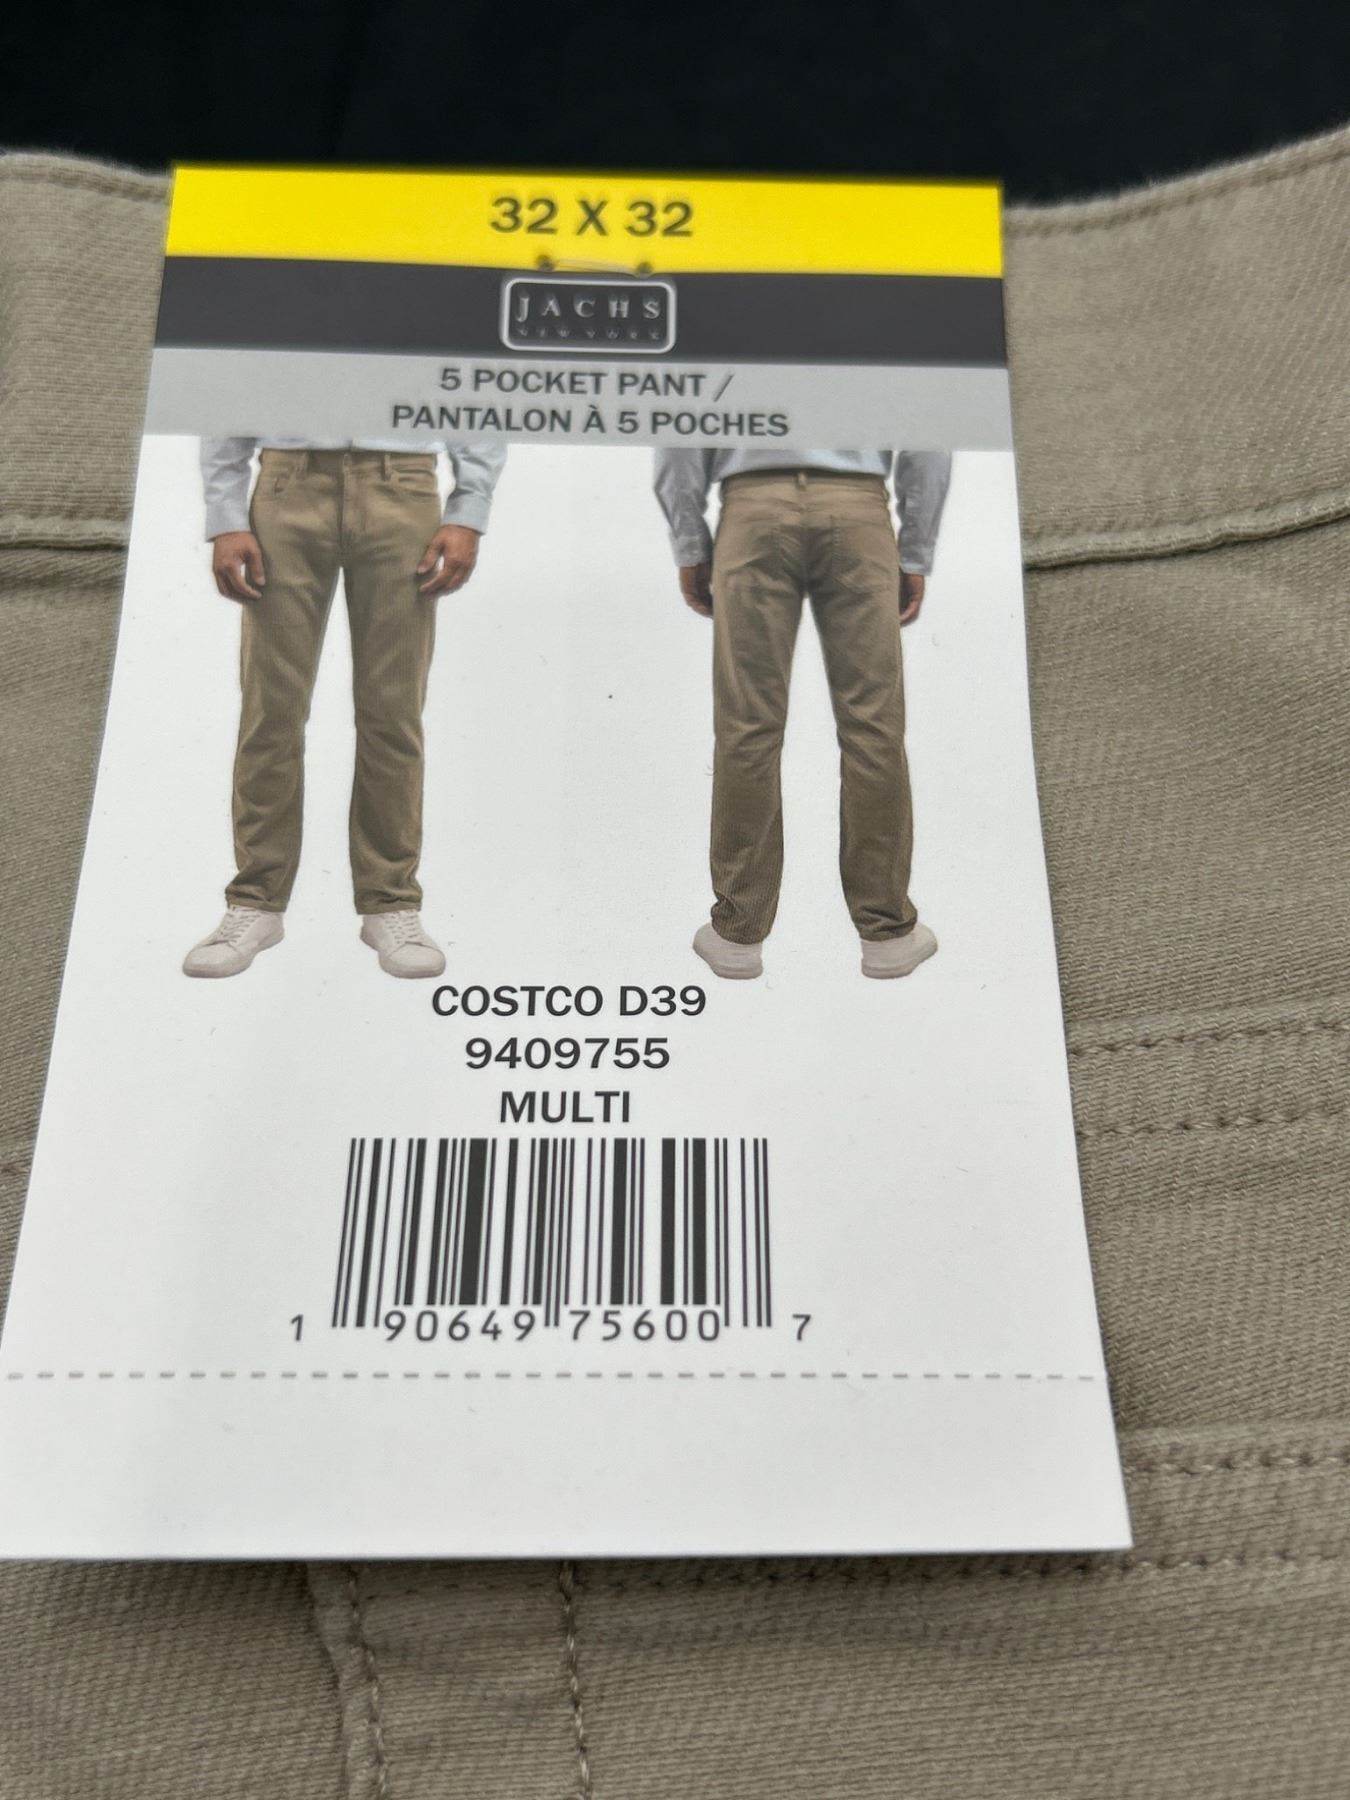 32 X 32
JACHS
NEW YORK
5 POCKET PANT /
PANTALON À 5 POCHES
COSTCO D39
9409755
MULTI
1 90649 75600 7